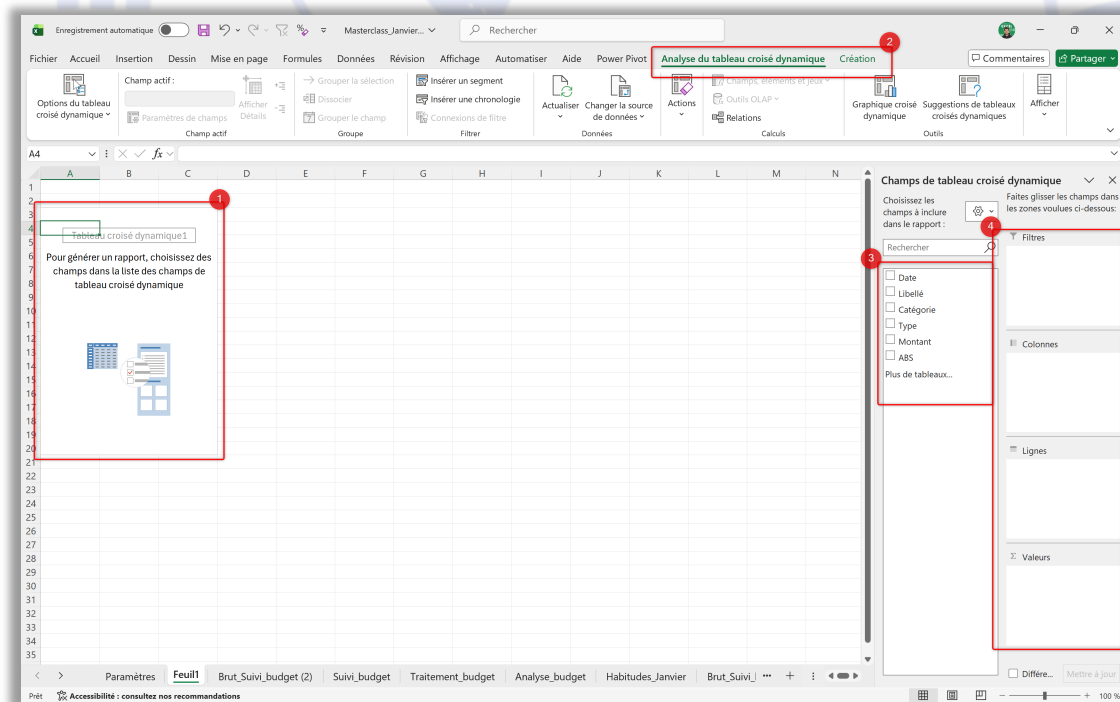 Enregistrement automatique
Masterclass_Janvier...
Rechercher
Fichier Accueil Insertion Dessin Mise en page Formules Données Révision Affichage Automatiser Aide Power Pivot Analyse du tableau croisé dynamique Création
2
Commentaires
Partager
Options du tableau
croisé dynamique
Champ actif :
Paramètres de champs
Afficher
Détails
Champ actif
Grouper la sélection
Dissocier
Grouper le champ
Groupe
Insérer un segment
Insérer une chronologie
Connexions de filtre
Filtrer
Actualiser
Changer la source
de données
Données
Actions
Champs, éléments et jeux
Outils OLAP
Relations
Calculs
Graphique croisé
dynamique
Suggestions de tableaux
croisés dynamiques
Outils
Afficher
A4
fx
A B C D E F G H I J K L M N
1
2
3
4
5
6
7
8
9
10
11
12
13
14
15
16
17
18
19
20
21
22
23
24
25
26
27
28
29
30
31
32
33
34
35
1
Tableau croisé dynamique1
Pour générer un rapport, choisissez des
champs dans la liste des champs de
tableau croisé dynamique
Champs de tableau croisé dynamique
Choisissez les
champs à inclure
dans le rapport :
Faites glisser les champs dans
les zones voulues ci-dessous:
Rechercher
3
Date
Libellé
Catégorie
Type
Montant
ABS
Plus de tableaux...
4
Filtres
Colonnes
Lignes
Σ Valeurs
Différe... Mettre à jour
Paramètres Feuil1 Brut_Suivi_budget (2) Suivi_budget Traitement_budget Analyse_budget Habitudes_Janvier Brut_Suivi_ ... +
Prêt
Accessibilité : consultez nos recommandations
100 %